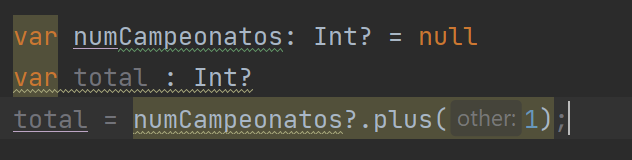 var numCampeonatos: Int? = null
var total : Int?
total = numCampeonatos?.plus( other: 1);